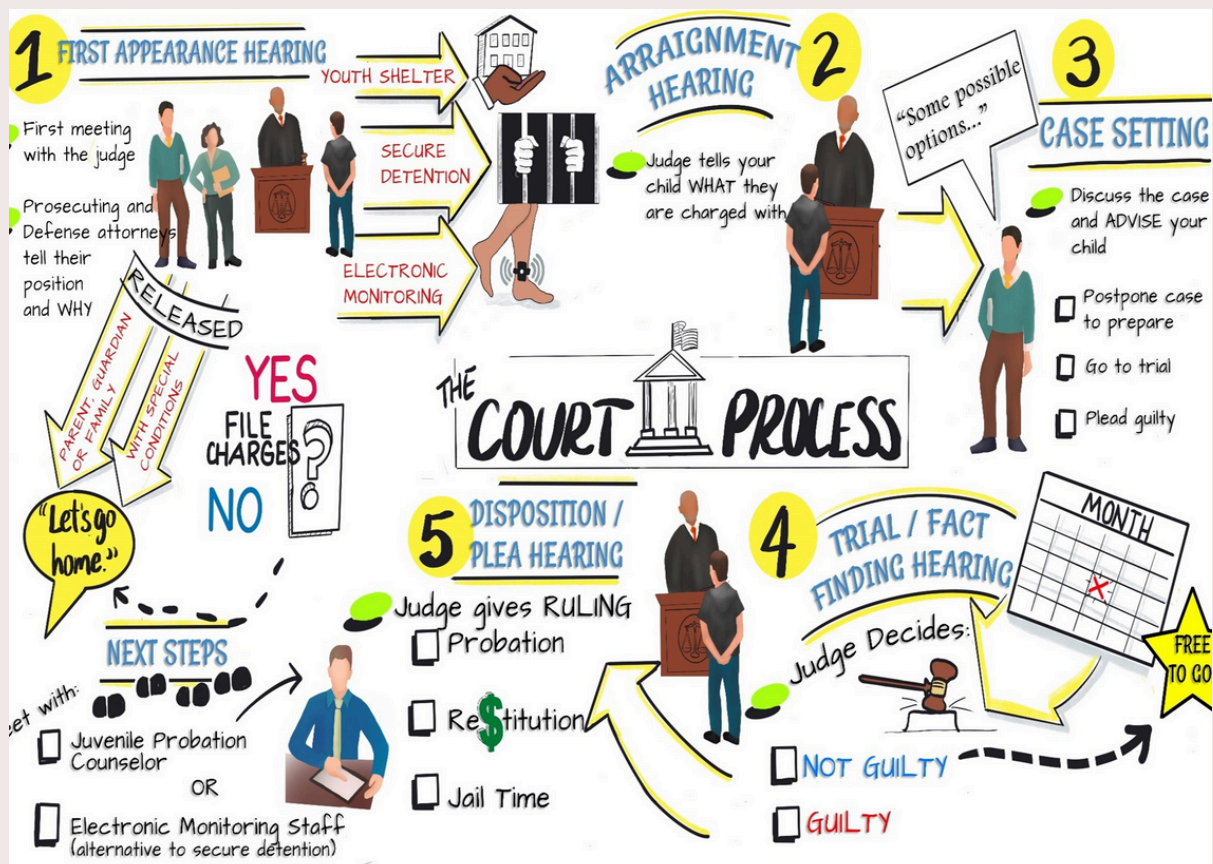 1
FIRST APPEARANCE HEARING
First meeting
with the judge
Prosecuting and
Defense attorneys
tell their
position
and WHY
YOUTH SHELTER
SECURE
DETENTION
ELECTRONIC
MONITORING
RELEASED
PARENT, GUARDIAN
OR FAMILY
WITH SPECIAL
CONDITIONS
"Let's go
home."
YES
FILE
CHARGES?
NO
ARRAIGNMENT
HEARING
2
Judge tells your
child WHAT they
are charged with
"Some possible
options..."
3
CASE SETTING
Discuss the case
and ADVISE your
child
Postpone case
to prepare
Go to trial
Plead guilty
THE
COURT PROCESS
4
TRIAL / FACT
FINDING HEARING
MONTH
Judge Decides:
NOT GUILTY
GUILTY
FREE
TO GO
5
DISPOSITION /
PLEA HEARING
Judge gives RULING
Probation
Re$titution
Jail Time
NEXT STEPS
with:
Juvenile Probation
Counselor
OR
Electronic Monitoring Staff
(alternative to secure detention)